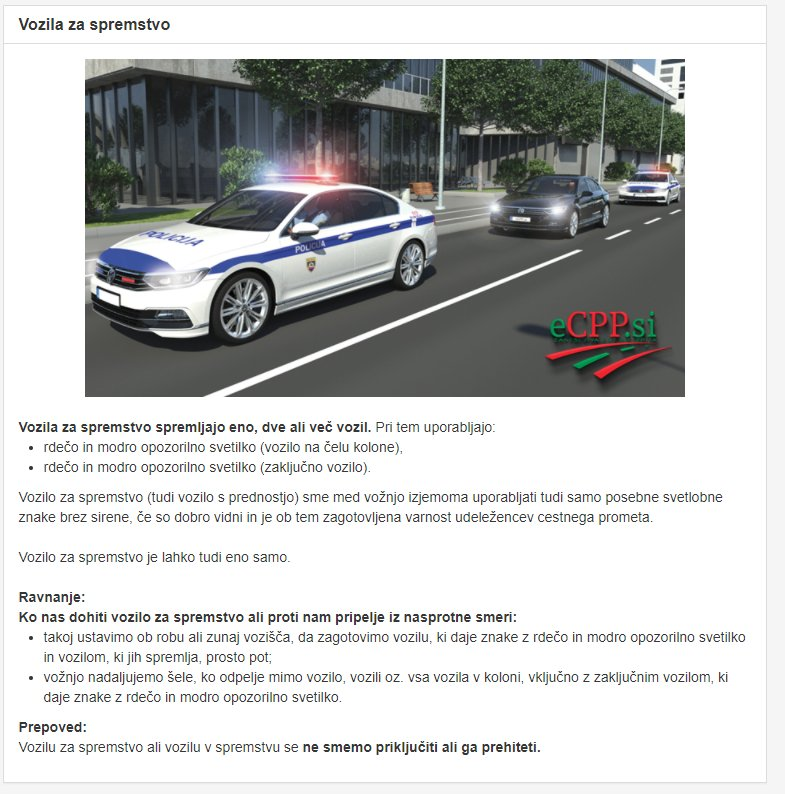 Vozila za spremstvo
POLICIJA
POLICIJA
eCPP.si
Vozila za spremstvo spremljajo eno, dve ali več vozil. Pri tem uporabljajo:
• rdečo in modro opozorilno svetilko (vozilo na čelu kolone),
• rdečo in modro opozorilno svetilko (zaključno vozilo).
Vozilo za spremstvo (tudi vozilo s prednostjo) sme med vožnjo izjemoma uporabljati tudi samo posebne svetlobne
znake brez sirene, če so dobro vidni in je ob tem zagotovljena varnost udeležencev cestnega prometa.
Vozilo za spremstvo je lahko tudi eno samo.
Ravnanje:
Ko nas dohiti vozilo za spremstvo ali proti nam pripelje iz nasprotne smeri:
• takoj ustavimo ob robu ali zunaj vozišča, da zagotovimo vozilu, ki daje znake z rdečo in modro opozorilno svetilko
in vozilom, ki jih spremlja, prosto pot;
• vožnjo nadaljujemo šele, ko odpelje mimo vozilo, vozili oz. vsa vozila v koloni, vključno z zaključnim vozilom, ki
daje znake z rdečo in modro opozorilno svetilko.
Prepoved:
Vozilu za spremstvo ali vozilu v spremstvu se ne smemo priključiti ali ga prehiteti.